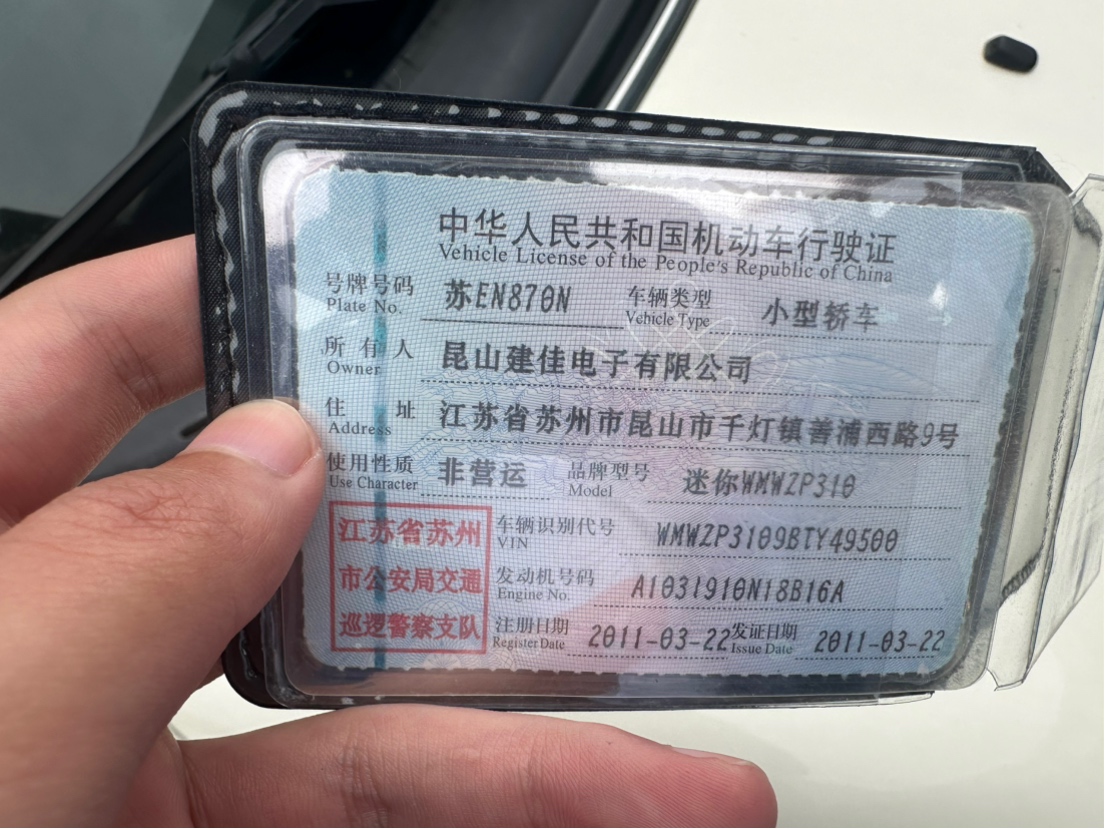 中华人民共和国机动车行驶证
Vehicle License of the People's Republic of China
号牌号码 苏EN870N 车辆类型 小型轿车
Plate No. Vehicle Type
所有人 昆山建佳电子有限公司
Owner
住址 江苏省苏州市昆山市千灯镇善浦西路9号
Address
使用性质 非营运 品牌型号 迷你WMWZP310
Use Character Model
江苏省苏州 车辆识别代号 WMWZP3109BTY49500
VIN
市公安局交通 发动机号码 A1031910N18B16A
Engine No.
巡逻警察支队 注册日期 2011-03-22 发证日期 2011-03-22
Register Date Issue Date